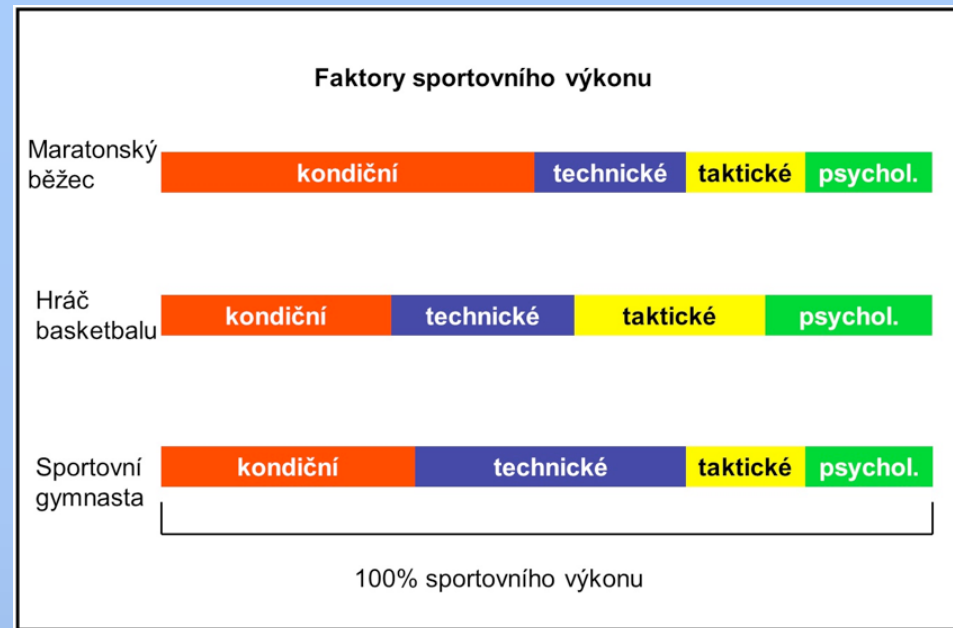 Faktory sportovního výkonu
Maratonský
běžec
kondiční technické taktické psychol.
Hráč
basketbalu
kondiční technické taktické psychol.
Sportovní
gymnasta
kondiční technické taktické psychol.
100% sportovního výkonu